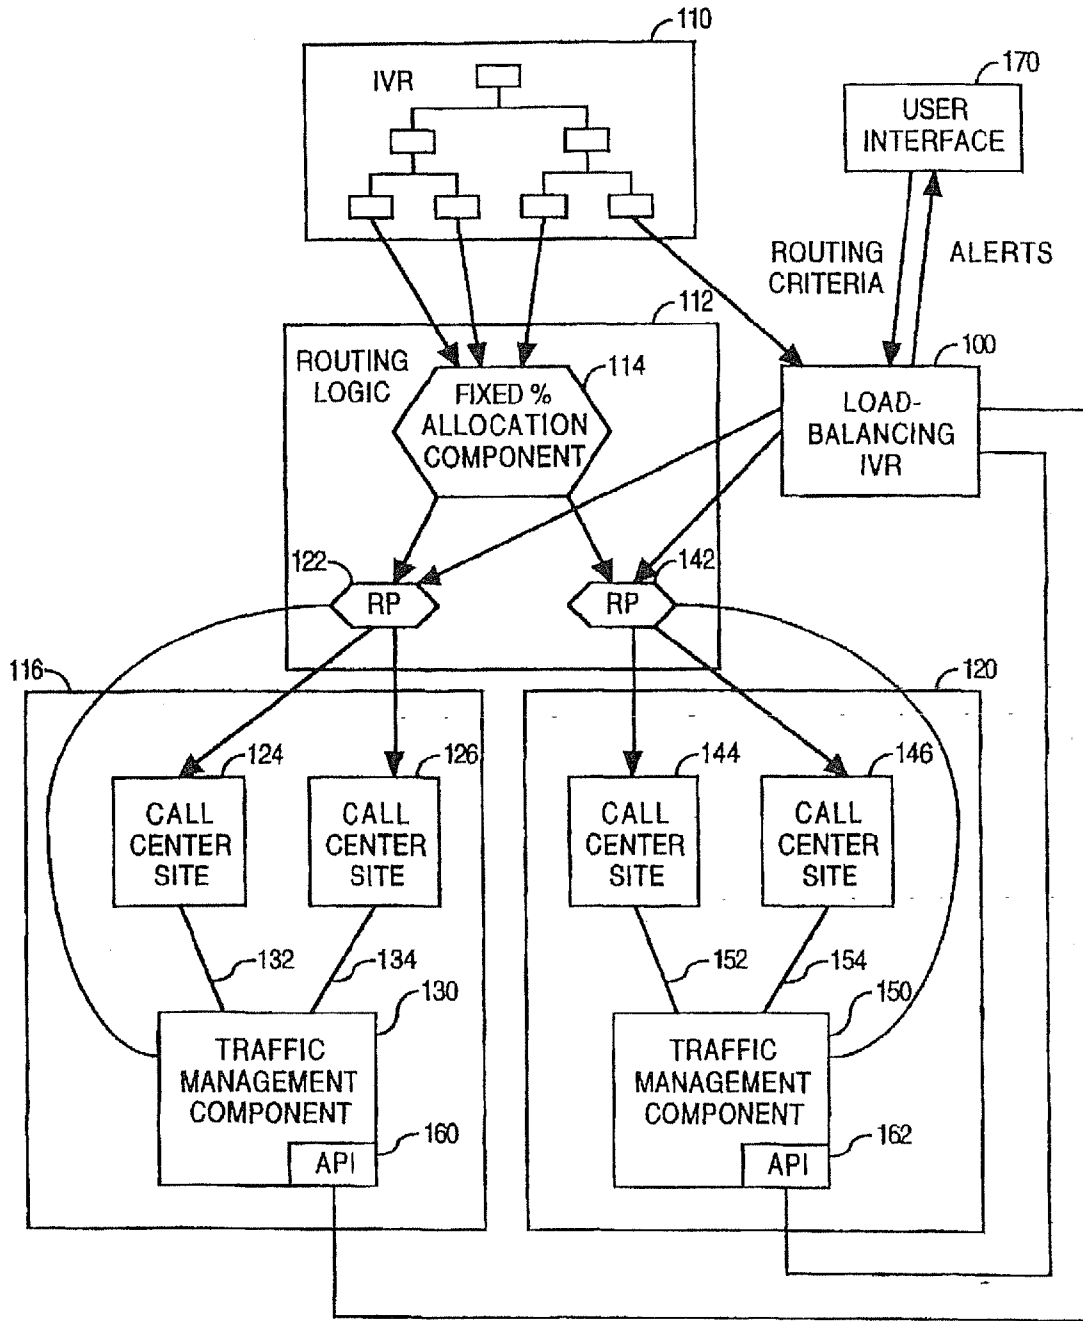 110
IVR
170
USER
INTERFACE
ROUTING
CRITERIA
ALERTS
112
ROUTING
LOGIC
114
FIXED %
ALLOCATION
COMPONENT
100
LOAD-
BALANCING
IVR
122
RP
142
RP
116
120
124
CALL
CENTER
SITE
126
CALL
CENTER
SITE
144
CALL
CENTER
SITE
146
CALL
CENTER
SITE
132
134
152
154
130
TRAFFIC
MANAGEMENT
COMPONENT
160
API
150
TRAFFIC
MANAGEMENT
COMPONENT
162
API